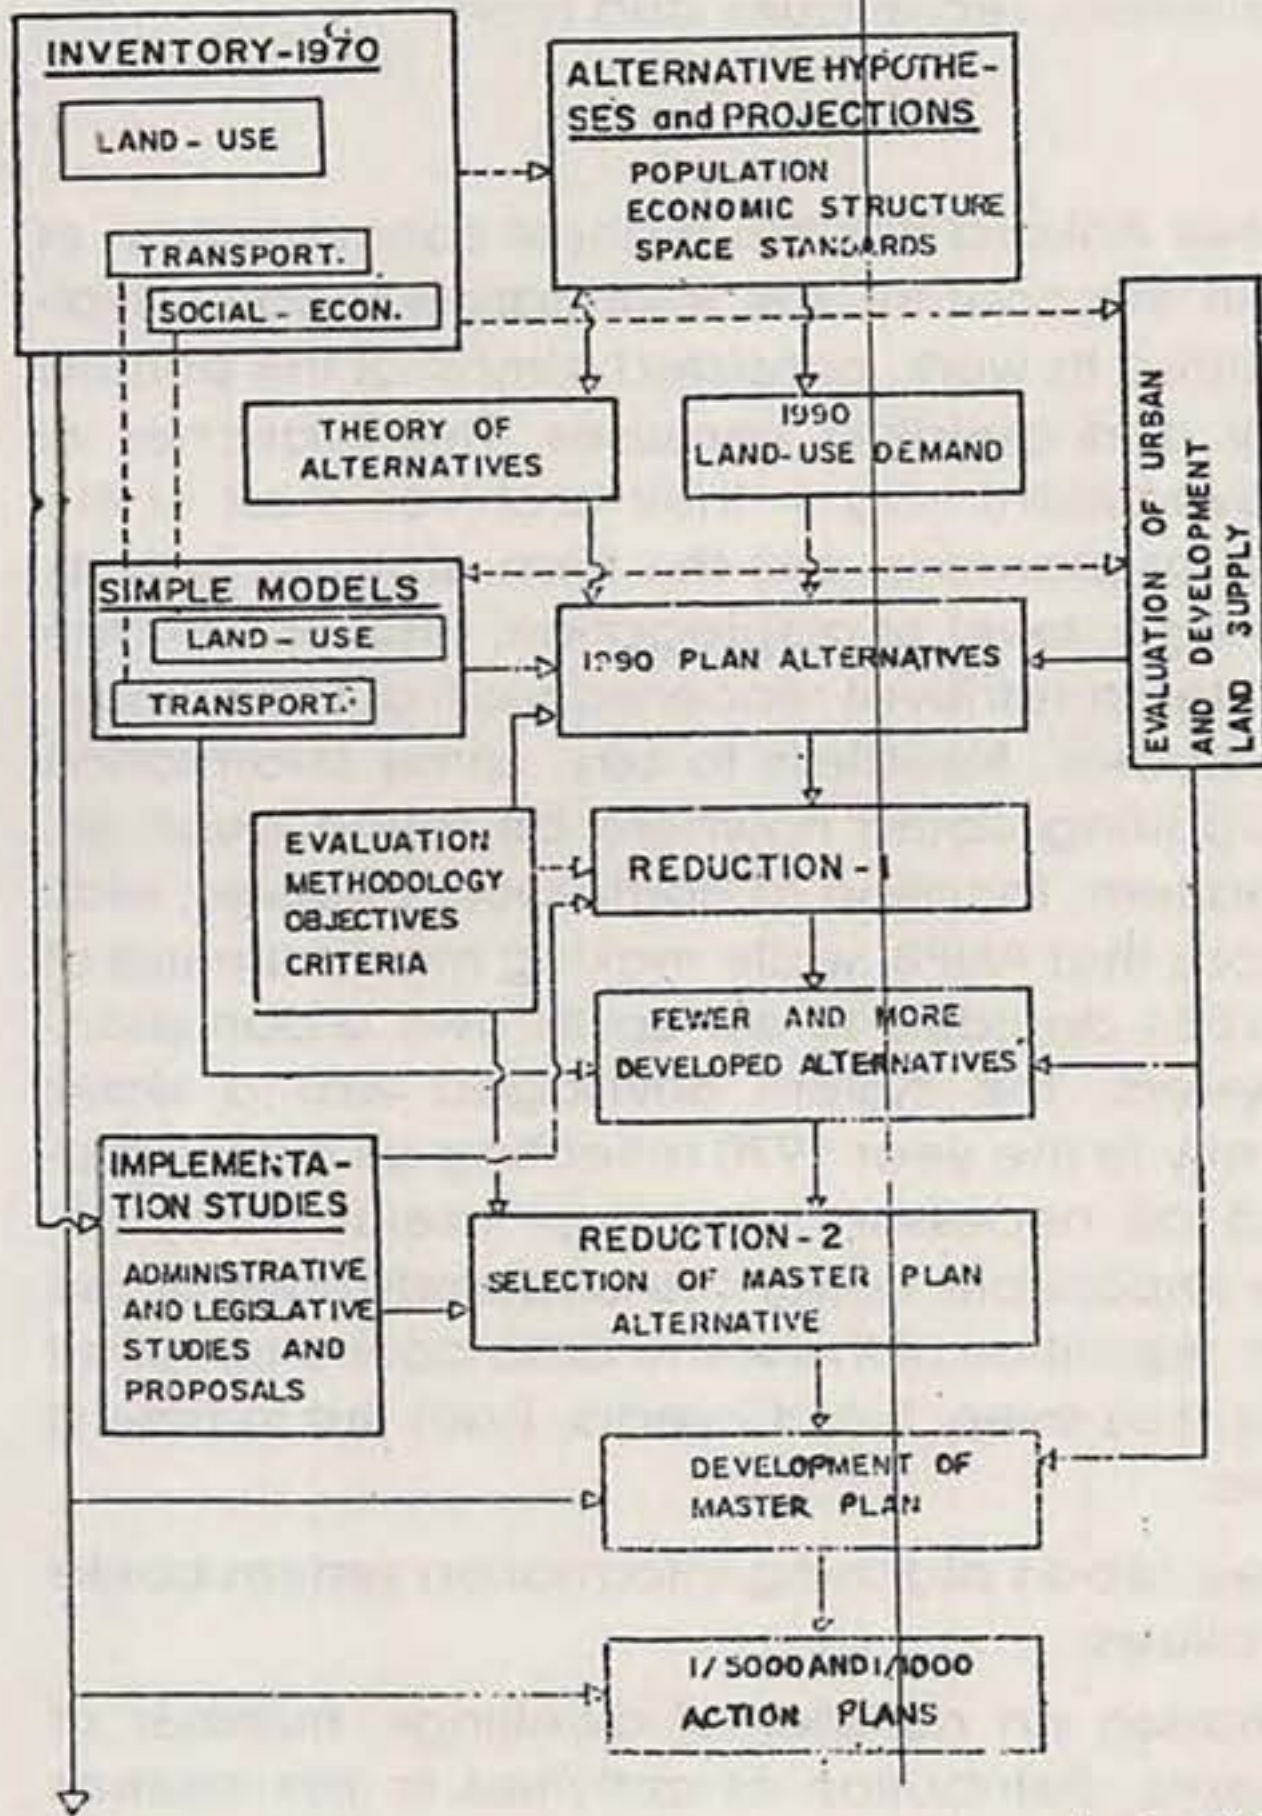 INVENTORY-1970
LAND - USE
TRANSPORT.
SOCIAL - ECON.
ALTERNATIVE HYPOTHE-
SES and PROJECTIONS
POPULATION
ECONOMIC STRUCTURE
SPACE STANDARDS
THEORY OF
ALTERNATIVES
1990
LAND-USE DEMAND
EVALUATION OF URBAN
AND DEVELOPMENT
LAND SUPPLY
SIMPLE MODELS
LAND - USE
TRANSPORT.
1990 PLAN ALTERNATIVES
EVALUATION
METHODOLOGY
OBJECTIVES
CRITERIA
REDUCTION - 1
FEWER AND MORE
DEVELOPED ALTERNATIVES
IMPLEMENTA-
TION STUDIES
ADMINISTRATIVE
AND LEGISLATIVE
STUDIES AND
PROPOSALS
REDUCTION - 2
SELECTION OF MASTER PLAN
ALTERNATIVE
DEVELOPMENT OF
MASTER PLAN
1/5000 AND 1/1000
ACTION PLANS